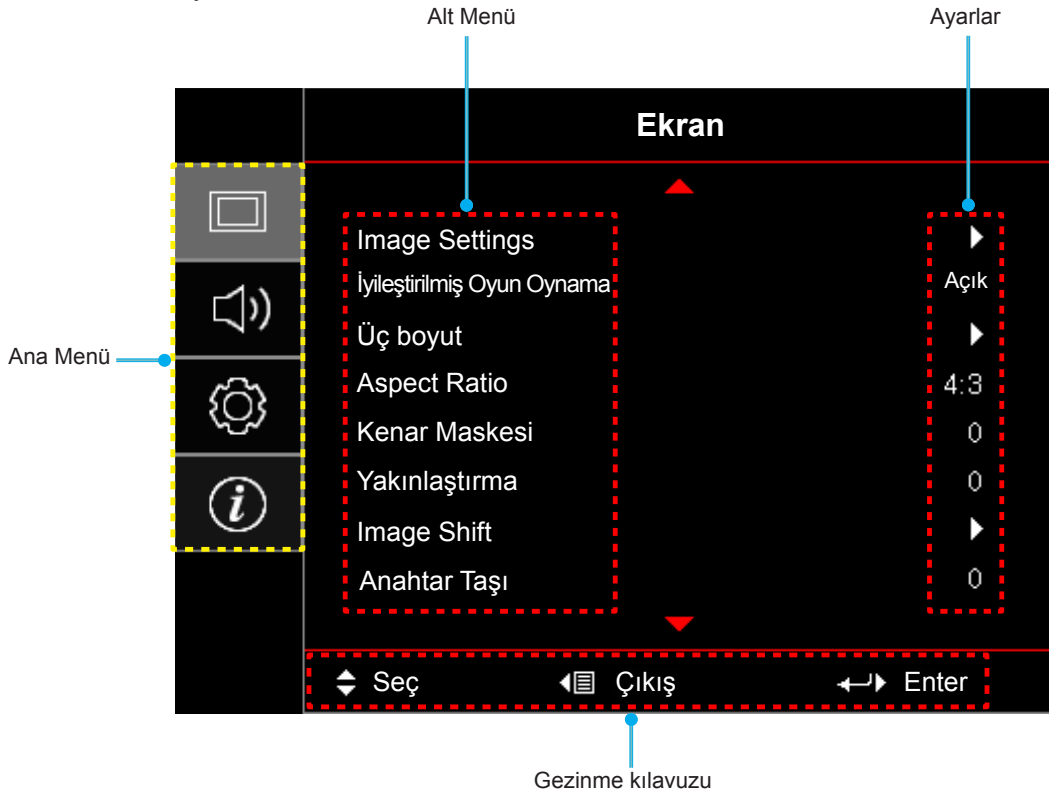 Alt Menü
Ayarlar
Ekran
Image Settings
İyileştirilmiş Oyun Oynama
Açık
Üç boyut
Ana Menü
Aspect Ratio
4:3
Kenar Maskesi
0
Yakınlaştırma
0
Image Shift
Anahtar Taşı
0
Seç
Çıkış
Enter
Gezinme kılavuzu